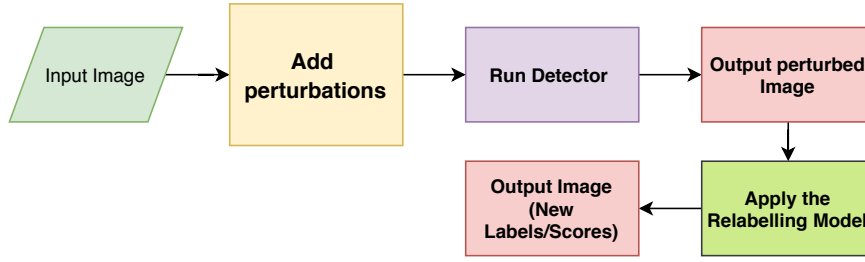 Input Image
Add
perturbations
Run Detector
Output perturbed
Image
Apply the
Relabelling Model
Output Image
(New
Labels/Scores)